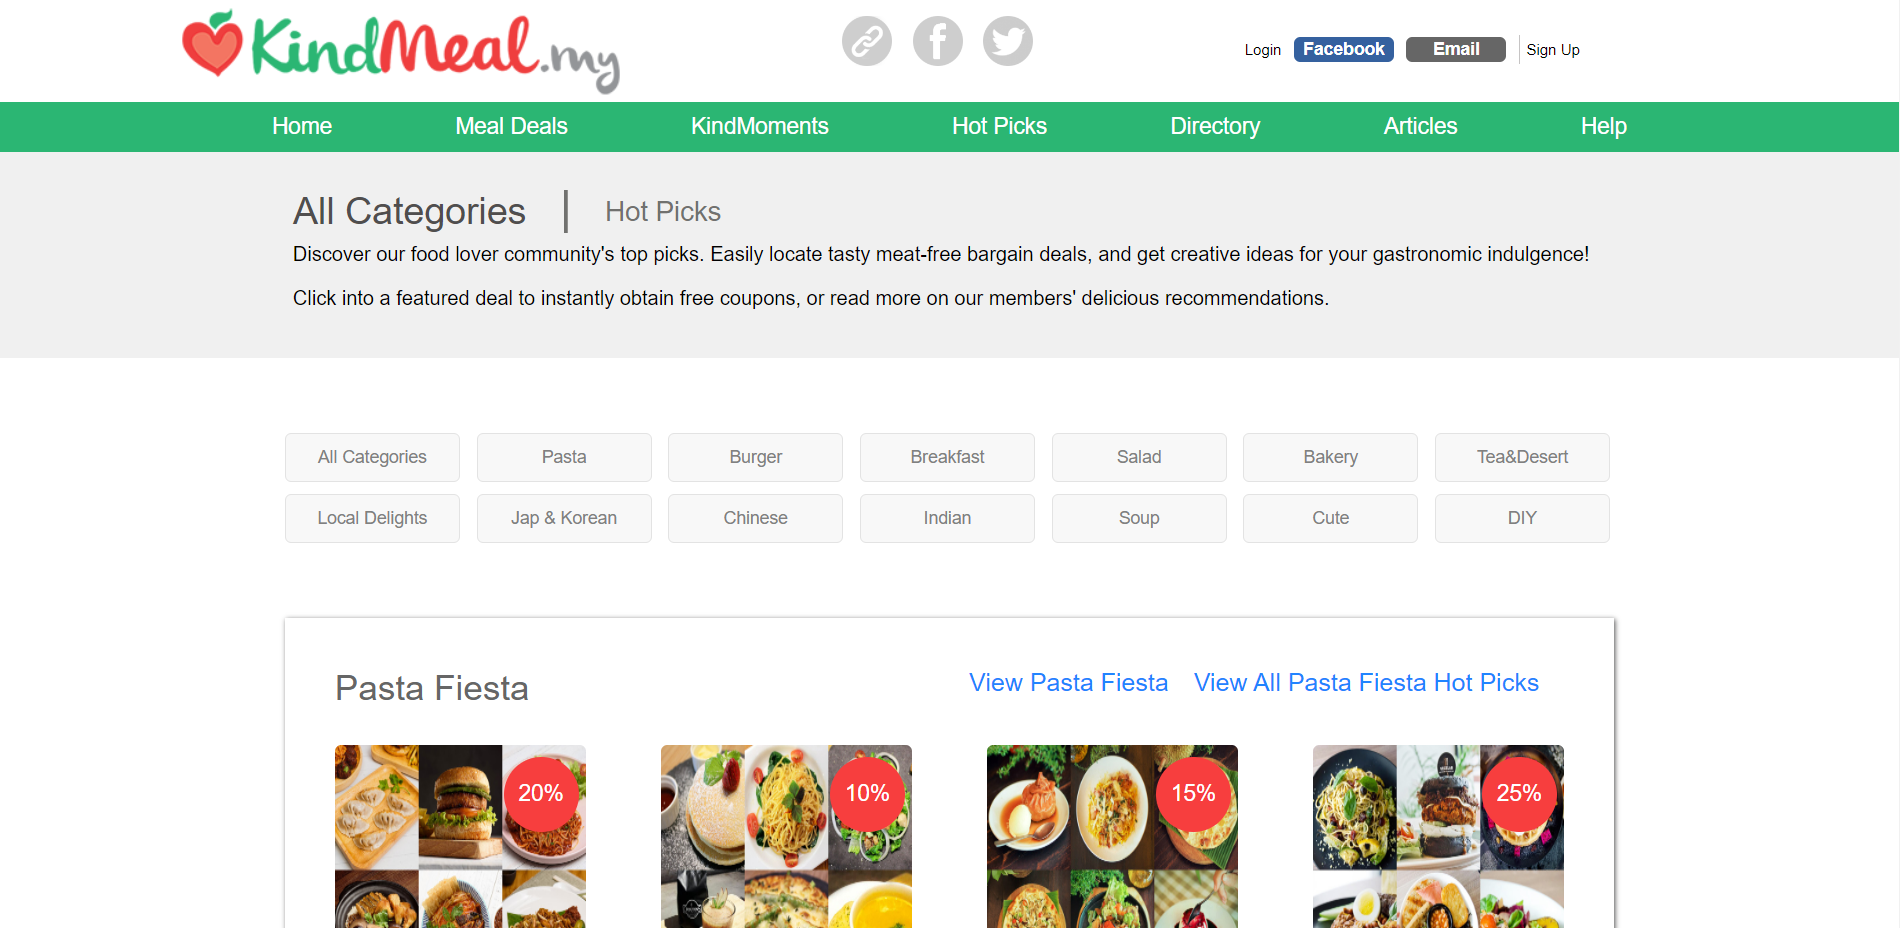 KindMeal.my
Login Facebook Email Sign Up
Home Meal Deals KindMoments Hot Picks Directory Articles Help
All Categories | Hot Picks
Discover our food lover community's top picks. Easily locate tasty meat-free bargain deals, and get creative ideas for your gastronomic indulgence!
Click into a featured deal to instantly obtain free coupons, or read more on our members' delicious recommendations.
All Categories Pasta Burger Breakfast Salad Bakery Tea&Desert
Local Delights Jap & Korean Chinese Indian Soup Cute DIY
Pasta Fiesta View Pasta Fiesta View All Pasta Fiesta Hot Picks
20% 10% 15% 25%